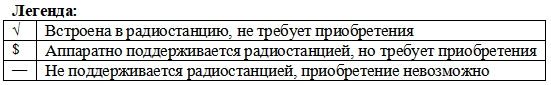 Легенда:
√ Встроена в радиостанцию, не требует приобретения
$ Аппаратно поддерживается радиостанцией, но требует приобретения
— Не поддерживается радиостанцией, приобретение невозможно